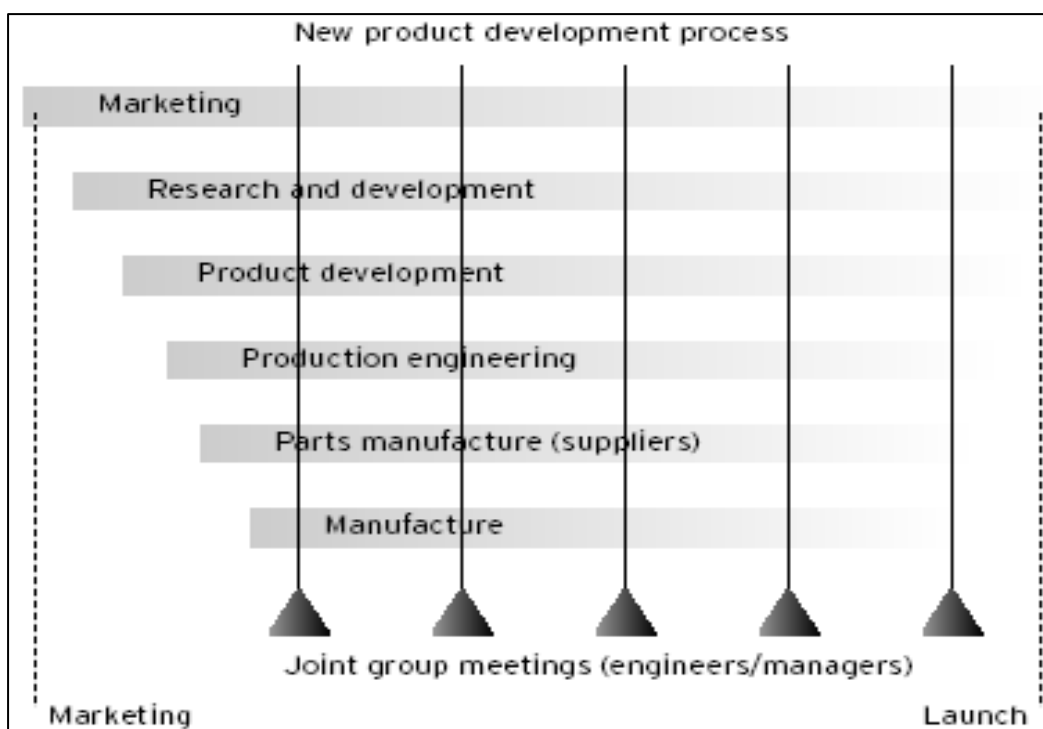 New product development process
Marketing
Research and development
Product development
Production engineering
Parts manufacture (suppliers)
Manufacture
Joint group meetings (engineers/managers)
Marketing
Launch